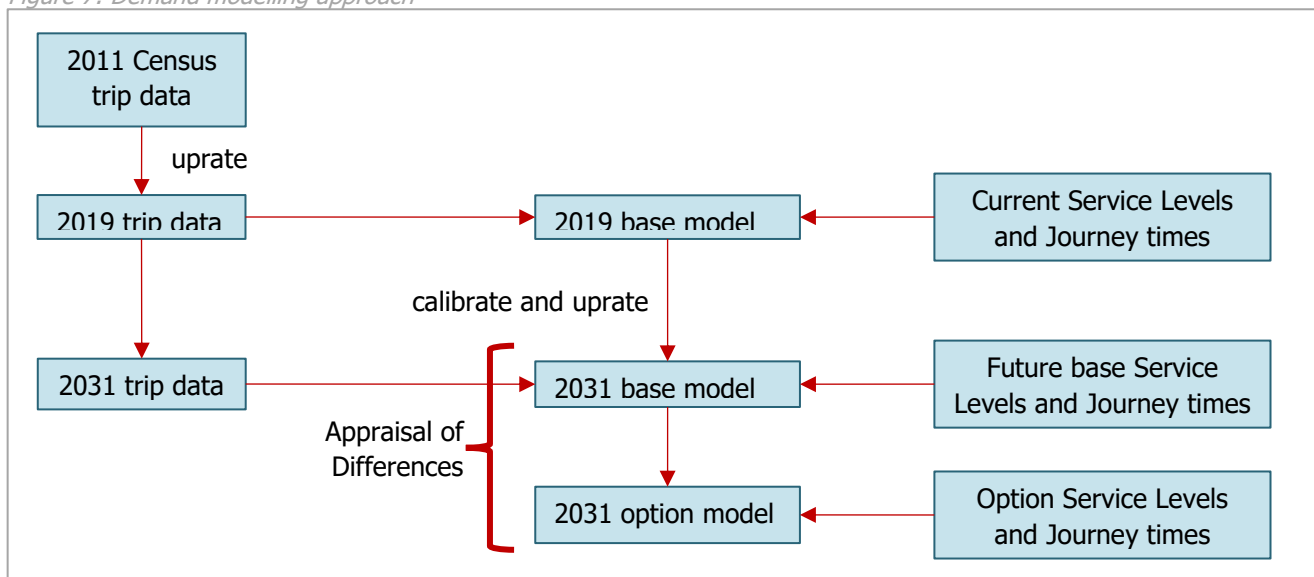 Figure 9: Demand modelling approach
2011 Census
trip data
uprate
2019 trip data
2019 base model
Current Service Levels
and Journey times
calibrate and uprate
2031 trip data
2031 base model
Future base Service
Levels and Journey times
Appraisal of
Differences
2031 option model
Option Service Levels
and Journey times